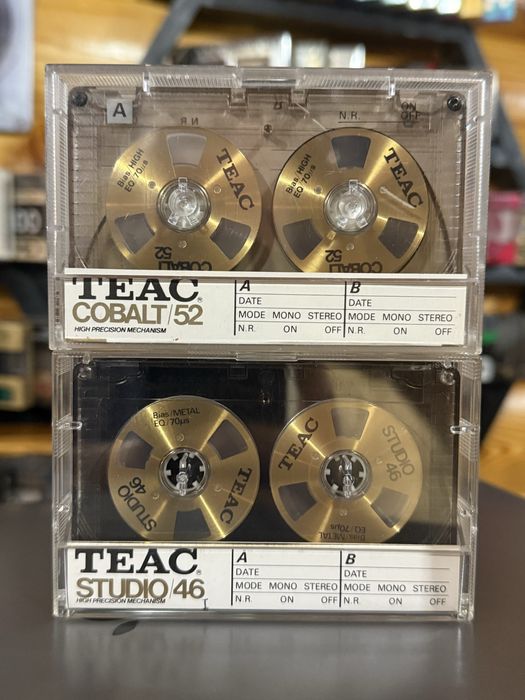 A
N.R.
N.R.
ON
OFF
Bias/HIGH
EQ/70μs
TEAC
COBALT
52
Bias/HIGH
EQ/70μs
TEAC
COBALT
52
TEAC
COBALT/52
HIGH PRECISION MECHANISM
A
DATE
MODE MONO STEREO
N.R. ON OFF
B
DATE
MODE MONO STEREO
N.R. ON OFF
Bias/METAL
EQ/70μs
TEAC
STUDIO
46
TEAC
STUDIO
46
Bias/METAL
EQ/70μs
TEAC
STUDIO/46
HIGH PRECISION MECHANISM
A
DATE
MODE MONO STEREO
N.R. ON OFF
B
DATE
MODE MONO STEREO
N.R. ON OFF